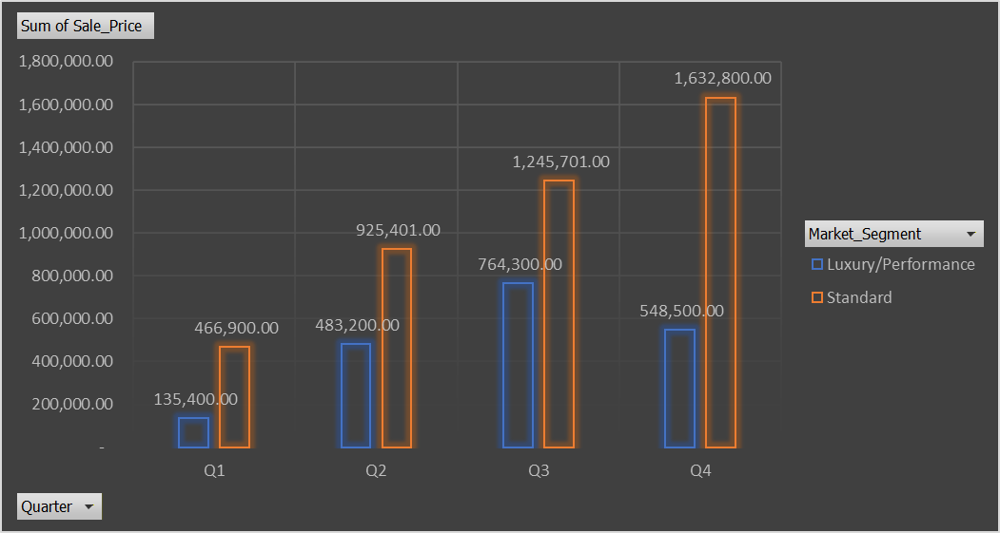 Sum of Sale_Price
1,800,000.00
1,600,000.00
1,400,000.00
1,200,000.00
1,000,000.00
800,000.00
600,000.00
400,000.00
200,000.00
-
135,400.00
466,900.00
483,200.00
925,401.00
764,300.00
1,245,701.00
548,500.00
1,632,800.00
Q1
Q2
Q3
Q4
Market_Segment
Luxury/Performance
Standard
Quarter